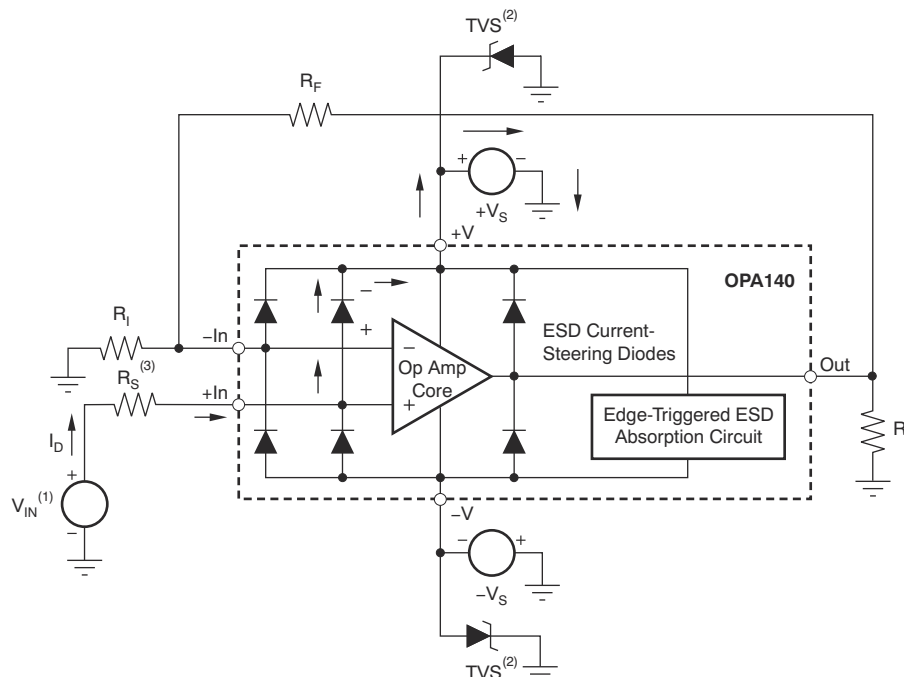 TVS(2)
RF
+ −
+VS
+V
OPA140
−
+
RI
−In
(3)
RS
+In
−
+
Op Amp
Core
ESD Current-
Steering Diodes
Out
Edge-Triggered ESD
Absorption Circuit
R
ID
+
VIN(1)
−
−V
− +
−VS
TVS(2)